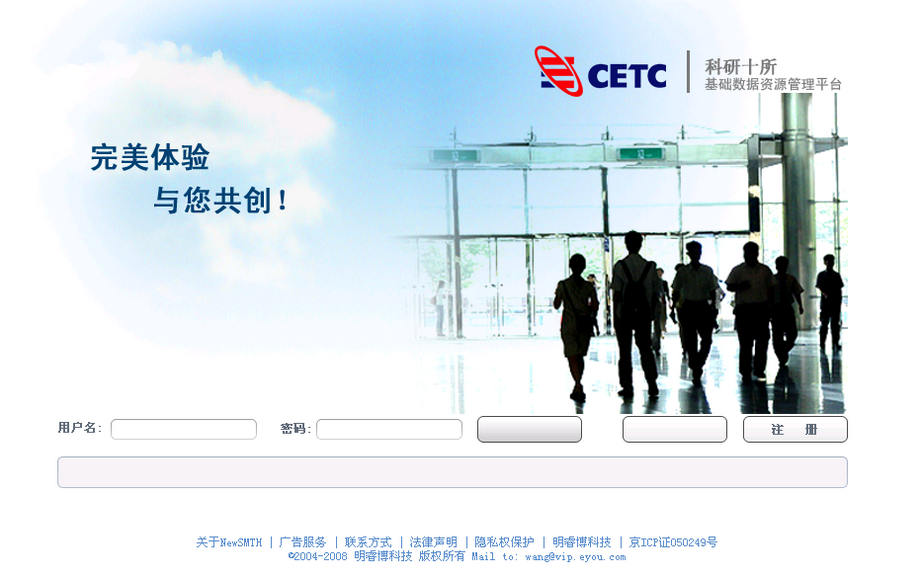 CETC
科研十所
基础数据资源管理平台
完美体验
与您共创！
用户名：
密码：
注 册
关于NewSMTH | 广告服务 | 联系方式 | 法律声明 | 隐私权保护 | 明睿博科技 | 京ICP证050249号
©2004-2008 明睿博科技 版权所有 Mail to: wang@vip.eyou.com